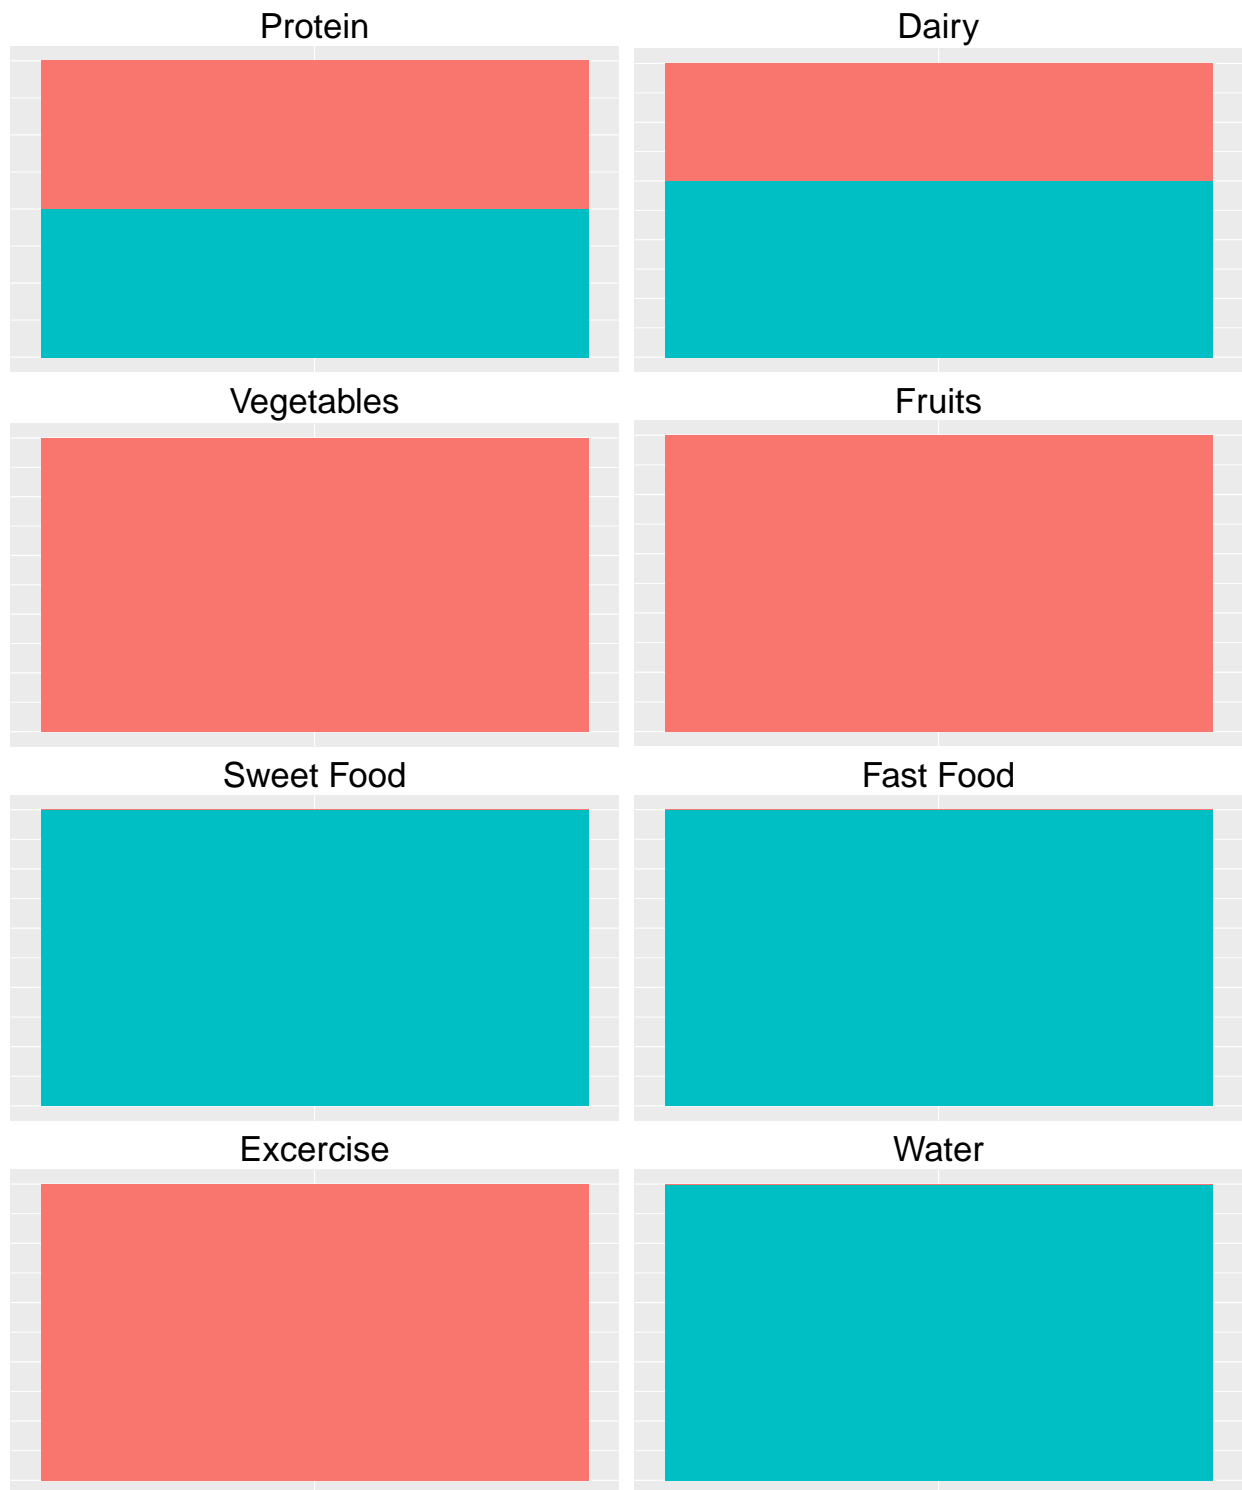 Protein
Dairy
Vegetables
Fruits
Sweet Food
Fast Food
Excercise
Water